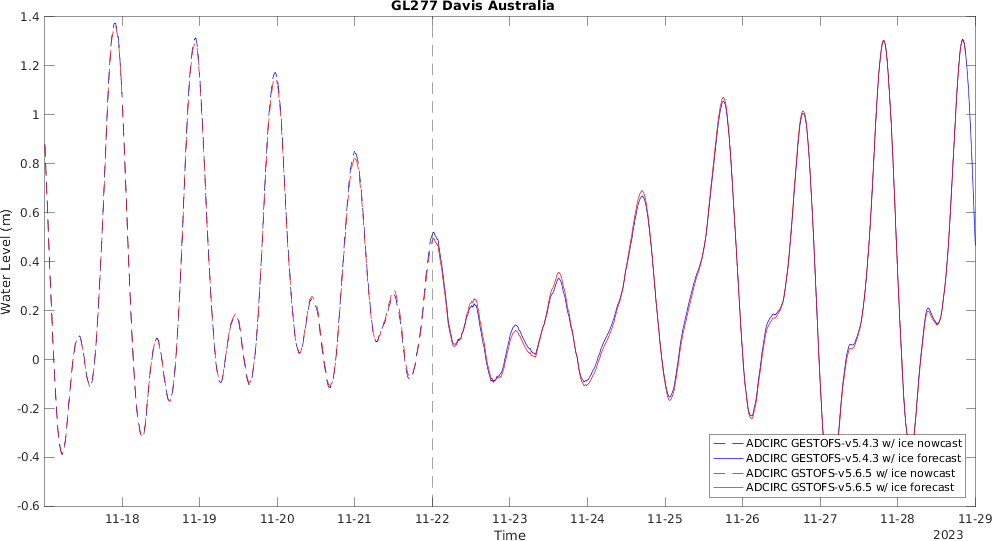 GL277 Davis Australia
1.4
1.2
1
0.8
0.6
0.4
0.2
0
-0.2
-0.4
-0.6
Water Level (m)
ADCIRC GESTOFS-v5.4.3 w/ ice nowcast
ADCIRC GESTOFS-v5.4.3 w/ ice forecast
ADCIRC GSTOFS-v5.6.5 w/ ice nowcast
ADCIRC GSTOFS-v5.6.5 w/ ice forecast
11-18 11-19 11-20 11-21 11-22 11-23 11-24 11-25 11-26 11-27 11-28 11-29
Time
2023